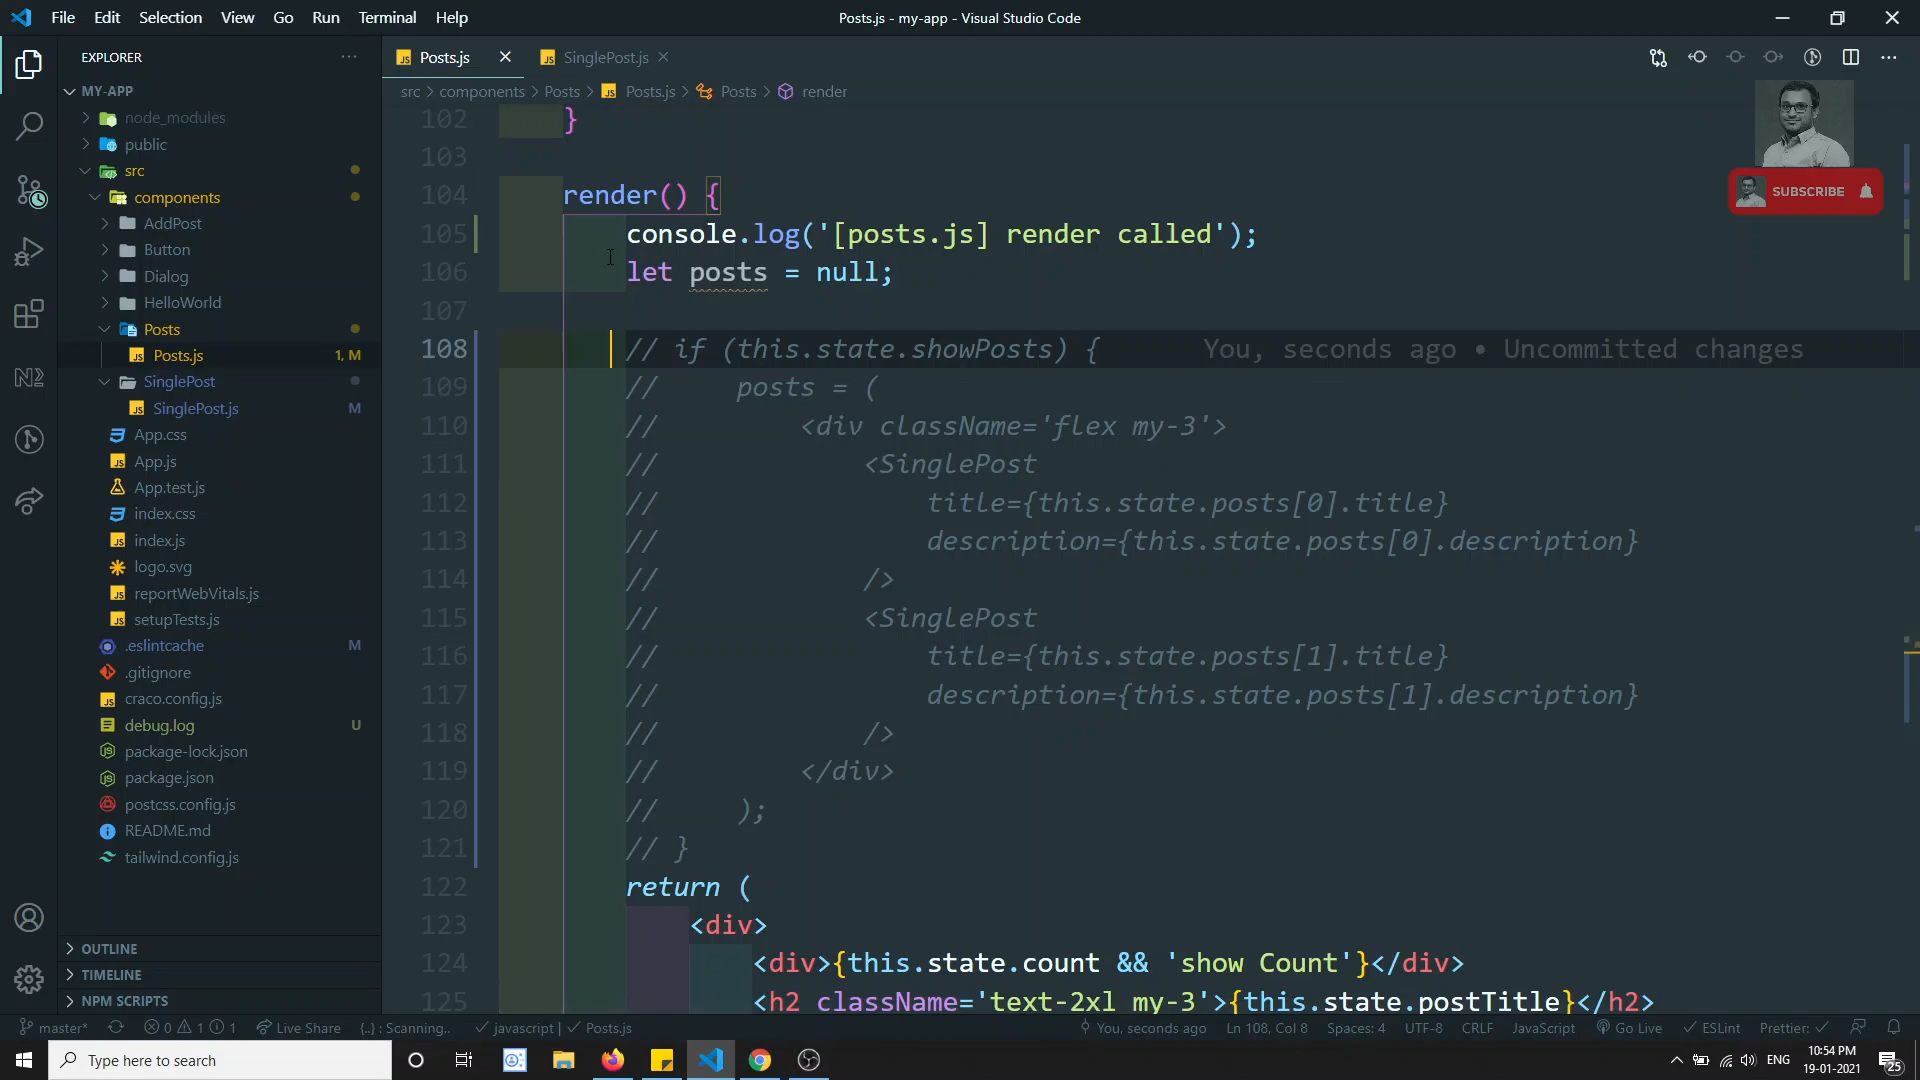 File Edit Selection View Go Run Terminal Help
Posts.js - my-app - Visual Studio Code
EXPLORER
MY-APP
node_modules
public
src
components
AddPost
Button
Dialog
HelloWorld
Posts
Posts.js 1, M
SinglePost
SinglePost.js M
App.css
App.js
App.test.js
index.css
index.js
logo.svg
reportWebVitals.js
setupTests.js
.eslintcache M
.gitignore
craco.config.js
debug.log U
package-lock.json
package.json
postcss.config.js
README.md
tailwind.config.js
OUTLINE
TIMELINE
NPM SCRIPTS
Posts.js SinglePost.js
src > components > Posts > Posts.js > Posts > render
SUBSCRIBE
102 }
103
104 render() {
105 console.log('[posts.js] render called');
106 let posts = null;
107
108 // if (this.state.showPosts) { You, seconds ago • Uncommitted changes
109 // posts = (
110 // <div className='flex my-3'>
111 // <SinglePost
112 // title={this.state.posts[0].title}
113 // description={this.state.posts[0].description}
114 // />
115 // <SinglePost
116 // title={this.state.posts[1].title}
117 // description={this.state.posts[1].description}
118 // />
119 // </div>
120 // );
121 // }
122 return (
123 <div>
124 <div>{this.state.count && 'show Count'}</div>
125 <h2 className='text-2xl my-3'>{this.state.postTitle}</h2>
master* 0 1 1 Live Share {..} : Scanning.. javascript | Posts.js You, seconds ago Ln 108, Col 8 Spaces: 4 UTF-8 CRLF JavaScript Go Live ESLint Prettier:
Type here to search
ENG
10:54 PM
19-01-2021
25